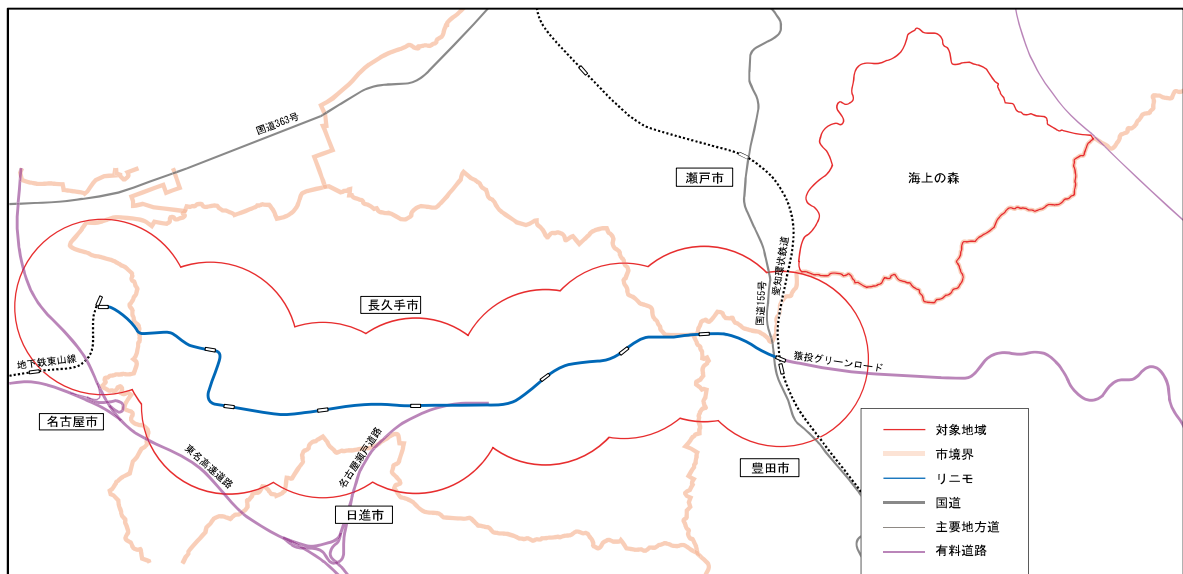 国道363号
瀬戸市
海上の森
愛知環状鉄道
国道155号
長久手市
地下鉄東山線
猿投グリーンロード
名古屋市
東名高速道路
名古屋瀬戸道路
豊田市
日進市
対象地域
市境界
リニモ
国道
主要地方道
有料道路